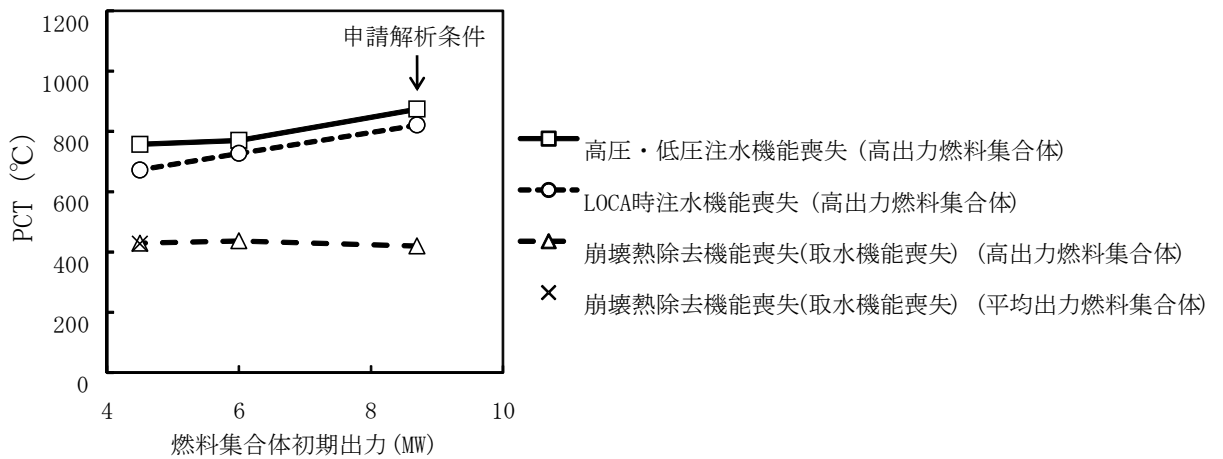 1200
1000
800
600
400
200
0
PCT (℃)
4 6 8 10
燃料集合体初期出力(MW)
申請解析条件
高圧・低圧注水機能喪失（高出力燃料集合体）
LOCA時注水機能喪失（高出力燃料集合体）
崩壊熱除去機能喪失(取水機能喪失)（高出力燃料集合体）
崩壊熱除去機能喪失(取水機能喪失)（平均出力燃料集合体）